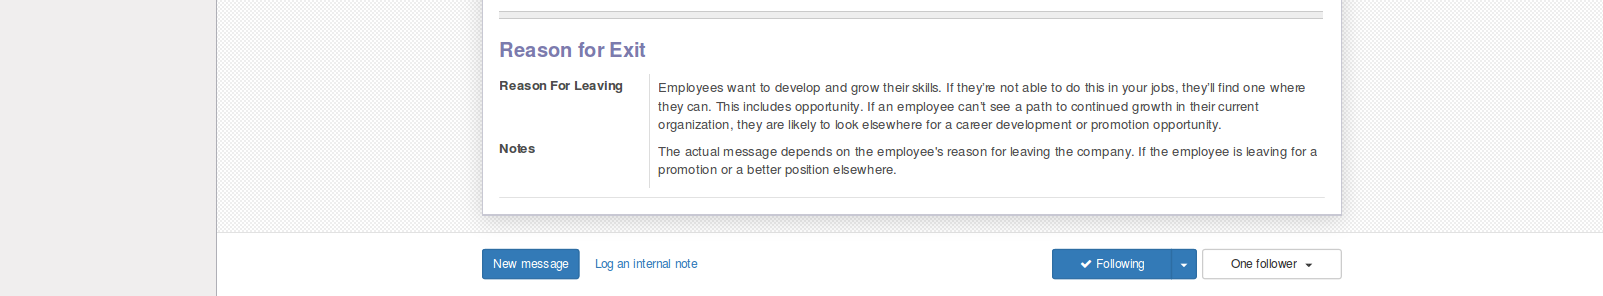 Reason for Exit
Reason For Leaving
Employees want to develop and grow their skills. If they're not able to do this in your jobs, they'll find one where
they can. This includes opportunity. If an employee can't see a path to continued growth in their current
organization, they are likely to look elsewhere for a career development or promotion opportunity.
Notes
The actual message depends on the employee's reason for leaving the company. If the employee is leaving for a
promotion or a better position elsewhere.
New message Log an internal note Following One follower